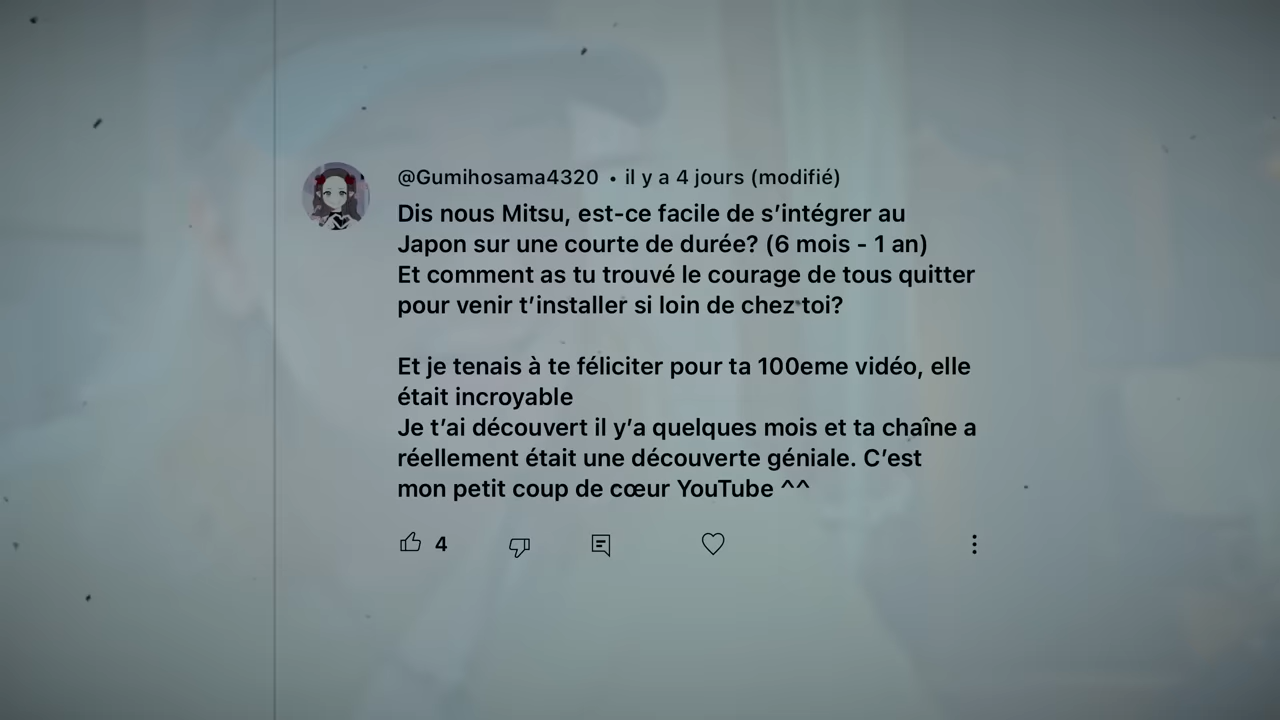 @Gumihosama4320 • il y a 4 jours (modifié)
Dis nous Mitsu, est-ce facile de s’intégrer au
Japon sur une courte de durée? (6 mois - 1 an)
Et comment as tu trouvé le courage de tous quitter
pour venir t’installer si loin de chez toi?
Et je tenais à te féliciter pour ta 100eme vidéo, elle
était incroyable
Je t’ai découvert il y’a quelques mois et ta chaîne a
réellement était une découverte géniale. C’est
mon petit coup de cœur YouTube ^^
4